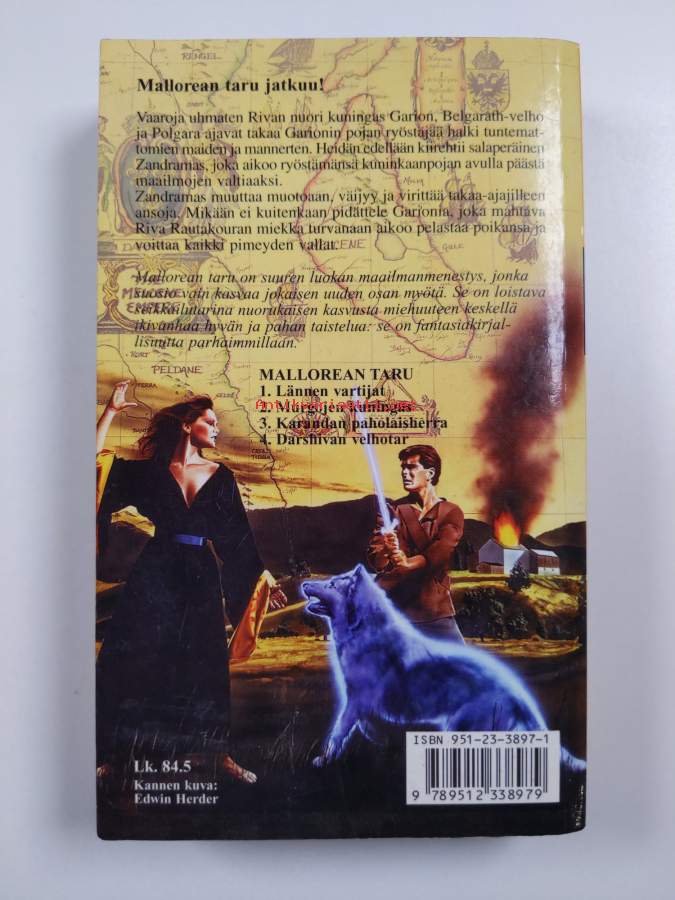 RENGEL
Mallorean taru jatkuu!
Vaaroja uhmaten Rivan nuori kuningas Garion, Belgarath-velho
ja Polgara ajavat takaa Garionin pojan ryöstäjää halki tuntemat-
tomien maiden ja mannerten. Heidän edellään kiirehtii salaperäinen
Zandramas, joka aikoo ryöstämänsä kuninkaanpojan avulla päästä
maailmojen valtiaaksi.
Zandramas muuttaa muotoaan, väijyy ja virittää takaa-ajajilleen
ansoja. Mikään ei kuitenkaan pidättele Garionia, joka mahtava
Riva Rautakouran miekka turvanaan aikoo pelastaa poikansa ja
voittaa kaikki pimeyden vallat.
Mallorean taru on suuren luokan maailmanmenestys, jonka
suosio vain kasvaa jokaisen uuden osan myötä. Se on loistava
seikkailutarina nuorukaisen kasvusta miehuuteen keskellä
ikivanhaa hyvän ja pahan taistelua: se on fantasiakirjal-
lisuutta parhaimmillaan.
PELDANE
MALLOREAN TARU
1. Lännen vartijat
2. Murgojen kuningas
3. Karandan paholaisherra
4. Darshivan velhotar
Lk. 84.5
Kannen kuva:
Edwin Herder
ISBN 951-23-3897-1
9 789512 338979